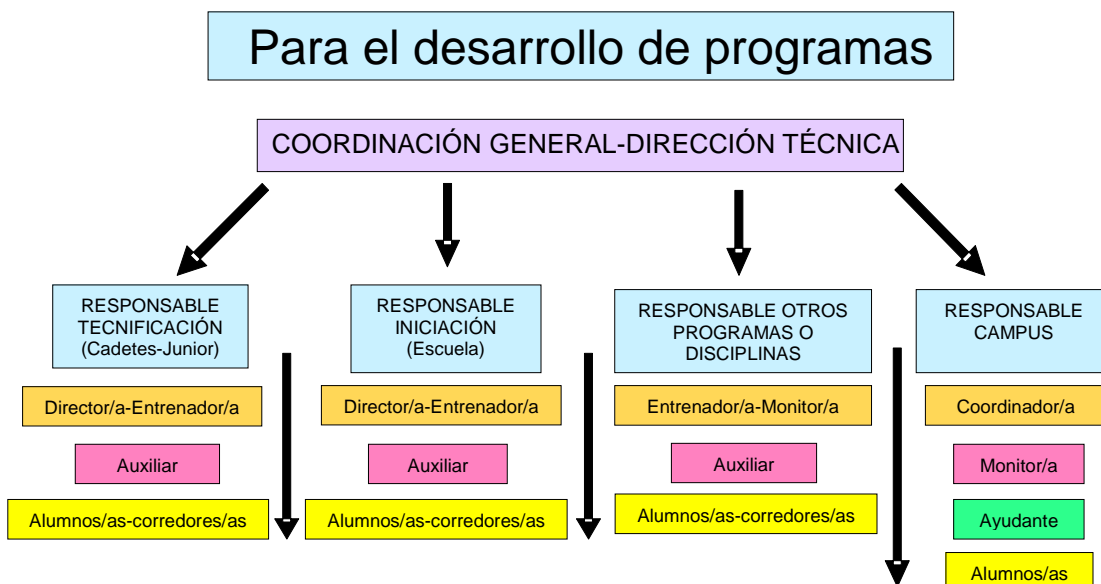 Para el desarrollo de programas
COORDINACIÓN GENERAL-DIRECCIÓN TÉCNICA
RESPONSABLE
TECNIFICACIÓN
(Cadetes-Junior)
Director/a-Entrenador/a
Auxiliar
Alumnos/as-corredores/as
RESPONSABLE
INICIACIÓN
(Escuela)
Director/a-Entrenador/a
Auxiliar
Alumnos/as-corredores/as
RESPONSABLE OTROS
PROGRAMAS O
DISCIPLINAS
Entrenador/a-Monitor/a
Auxiliar
Alumnos/as-corredores/as
RESPONSABLE
CAMPUS
Coordinador/a
Monitor/a
Ayudante
Alumnos/as